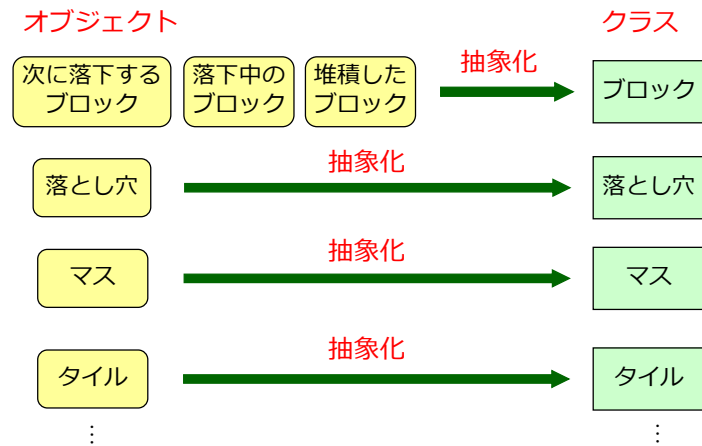 オブジェクト
クラス
次に落下する
ブロック
落下中の
ブロック
堆積した
ブロック
抽象化
ブロック
落とし穴
抽象化
落とし穴
マス
抽象化
マス
タイル
抽象化
タイル
⋮
⋮